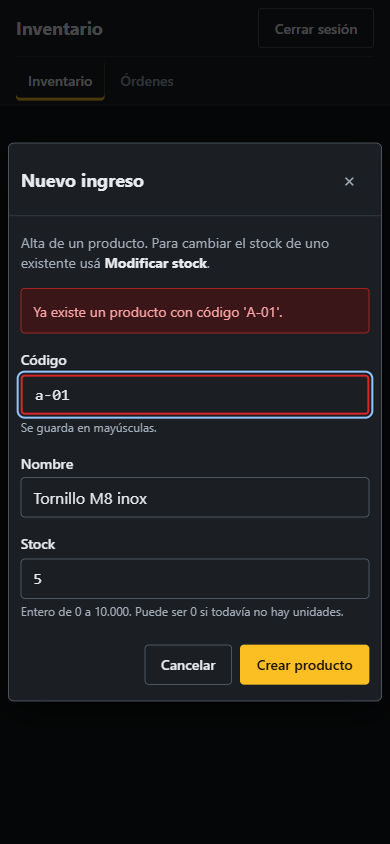 Inventario
Cerrar sesión
Inventario
Órdenes
Nuevo ingreso
×
Alta de un producto. Para cambiar el stock de uno
existente usá Modificar stock.
Ya existe un producto con código 'A-01'.
Código
a-01
Se guarda en mayúsculas.
Nombre
Tornillo M8 inox
Stock
5
Entero de 0 a 10.000. Puede ser 0 si todavía no hay unidades.
Cancelar
Crear producto